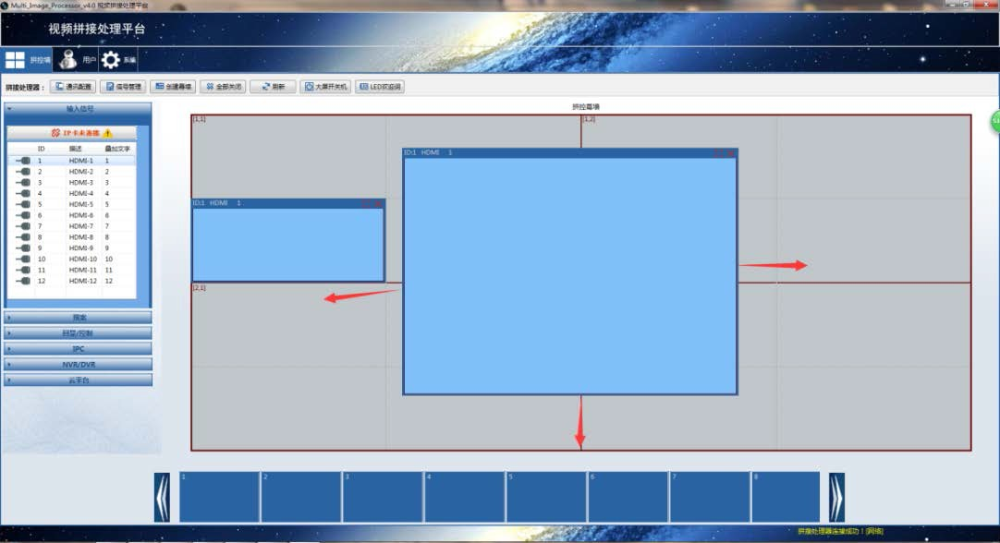 Multi_Image_Processor_v4.0 视频拼接处理平台
视频拼接处理平台
拼控墙 用户 系统
拼接处理器： 通讯配置 信号管理 创建幕墙 全部关闭 刷新 大屏开关机 LED欢迎词
输入信号
IP卡未连接
ID 描述 叠加文字
1 HDMI-1 1
2 HDMI-2 2
3 HDMI-3 3
4 HDMI-4 4
5 HDMI-5 5
6 HDMI-6 6
7 HDMI-7 7
8 HDMI-8 8
9 HDMI-9 9
10 HDMI-10 10
11 HDMI-11 11
12 HDMI-12 12
预案
回显/控制
IPC
NVR/DVR
云平台
拼控幕墙
[1,1] [1,2]
ID:1 HDMI 1
ID:1 HDMI 1
[2,1]
1 2 3 4 5 6 7 8
拼接处理器连接成功！[网络]